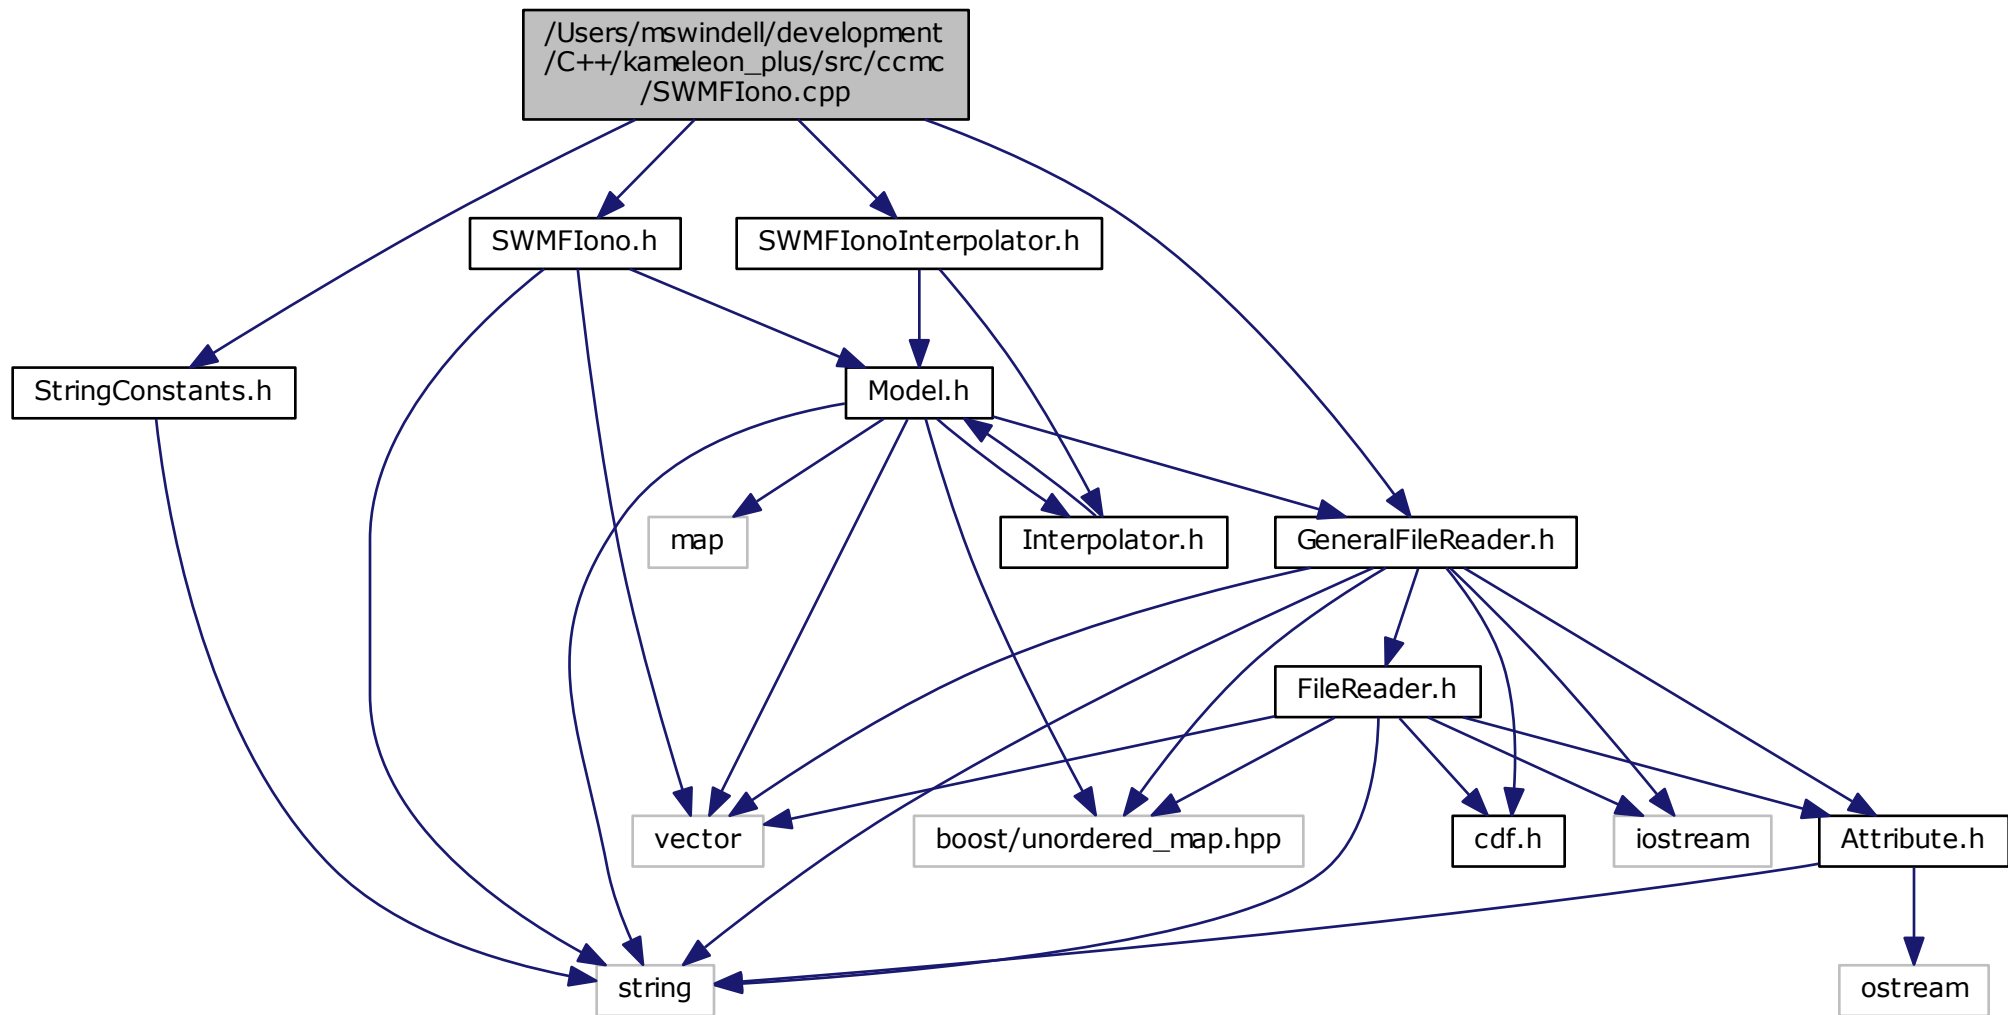 /Users/mswindell/development
/C++/kameleon_plus/src/ccmc
/SWMFIono.cpp
SWMFIono.h
SWMFIonoInterpolator.h
StringConstants.h
Model.h
map
Interpolator.h
GeneralFileReader.h
FileReader.h
vector
boost/unordered_map.hpp
cdf.h
iostream
Attribute.h
string
ostream